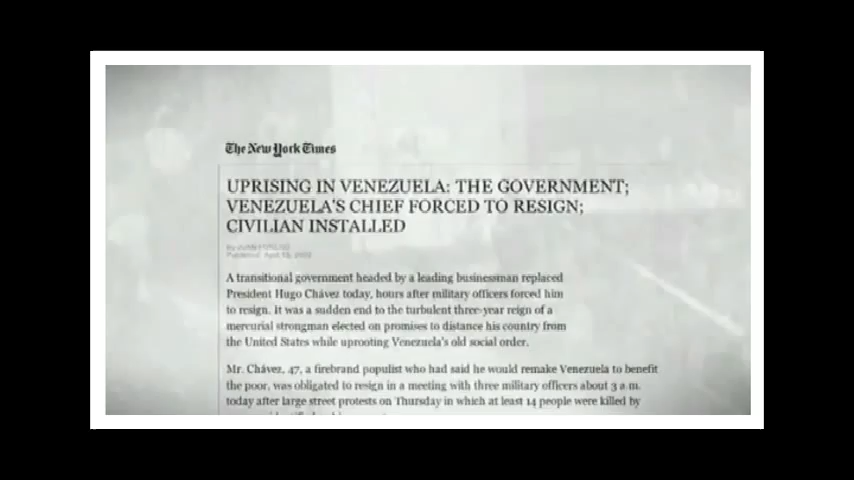 The New York Times
UPRISING IN VENEZUELA: THE GOVERNMENT;
VENEZUELA'S CHIEF FORCED TO RESIGN;
CIVILIAN INSTALLED
A transitional government headed by a leading businessman replaced
President Hugo Chávez today, hours after military officers forced him
to resign. It was a sudden end to the turbulent three-year reign of a
mercurial strongman elected on promises to distance his country from
the United States while uprooting Venezuela's old social order.
Mr. Chávez, 47, a firebrand populist who had said he would remake Venezuela to benefit
the poor, was obligated to resign in a meeting with three military officers about 3 a.m.
today after large street protests on Thursday in which at least 14 people were killed by